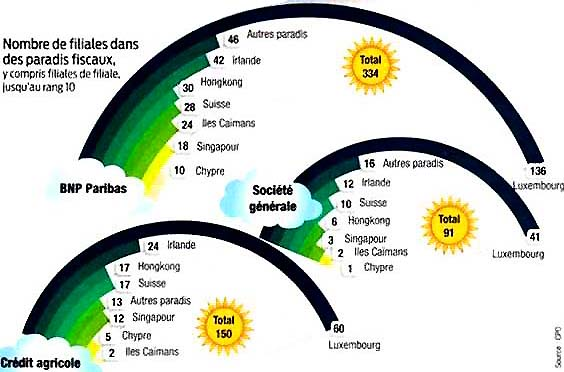 Nombre de filiales dans
des paradis fiscaux,
y compris filiales de filiale,
jusqu'au rang 10
46 Autres paradis
42 Irlande
30 Hongkong
28 Suisse
24 Iles Caimans
18 Singapour
10 Chypre
BNP Paribas
Total
334
136
Luxembourg
16 Autres paradis
12 Irlande
10 Suisse
6 Hongkong
3 Singapour
2 Iles Caimans
1 Chypre
Société
générale
Total
91
41
Luxembourg
24 Irlande
17 Hongkong
17 Suisse
13 Autres paradis
12 Singapour
5 Chypre
2 Iles Caimans
Crédit agricole
Total
150
60
Luxembourg
Source : CPD